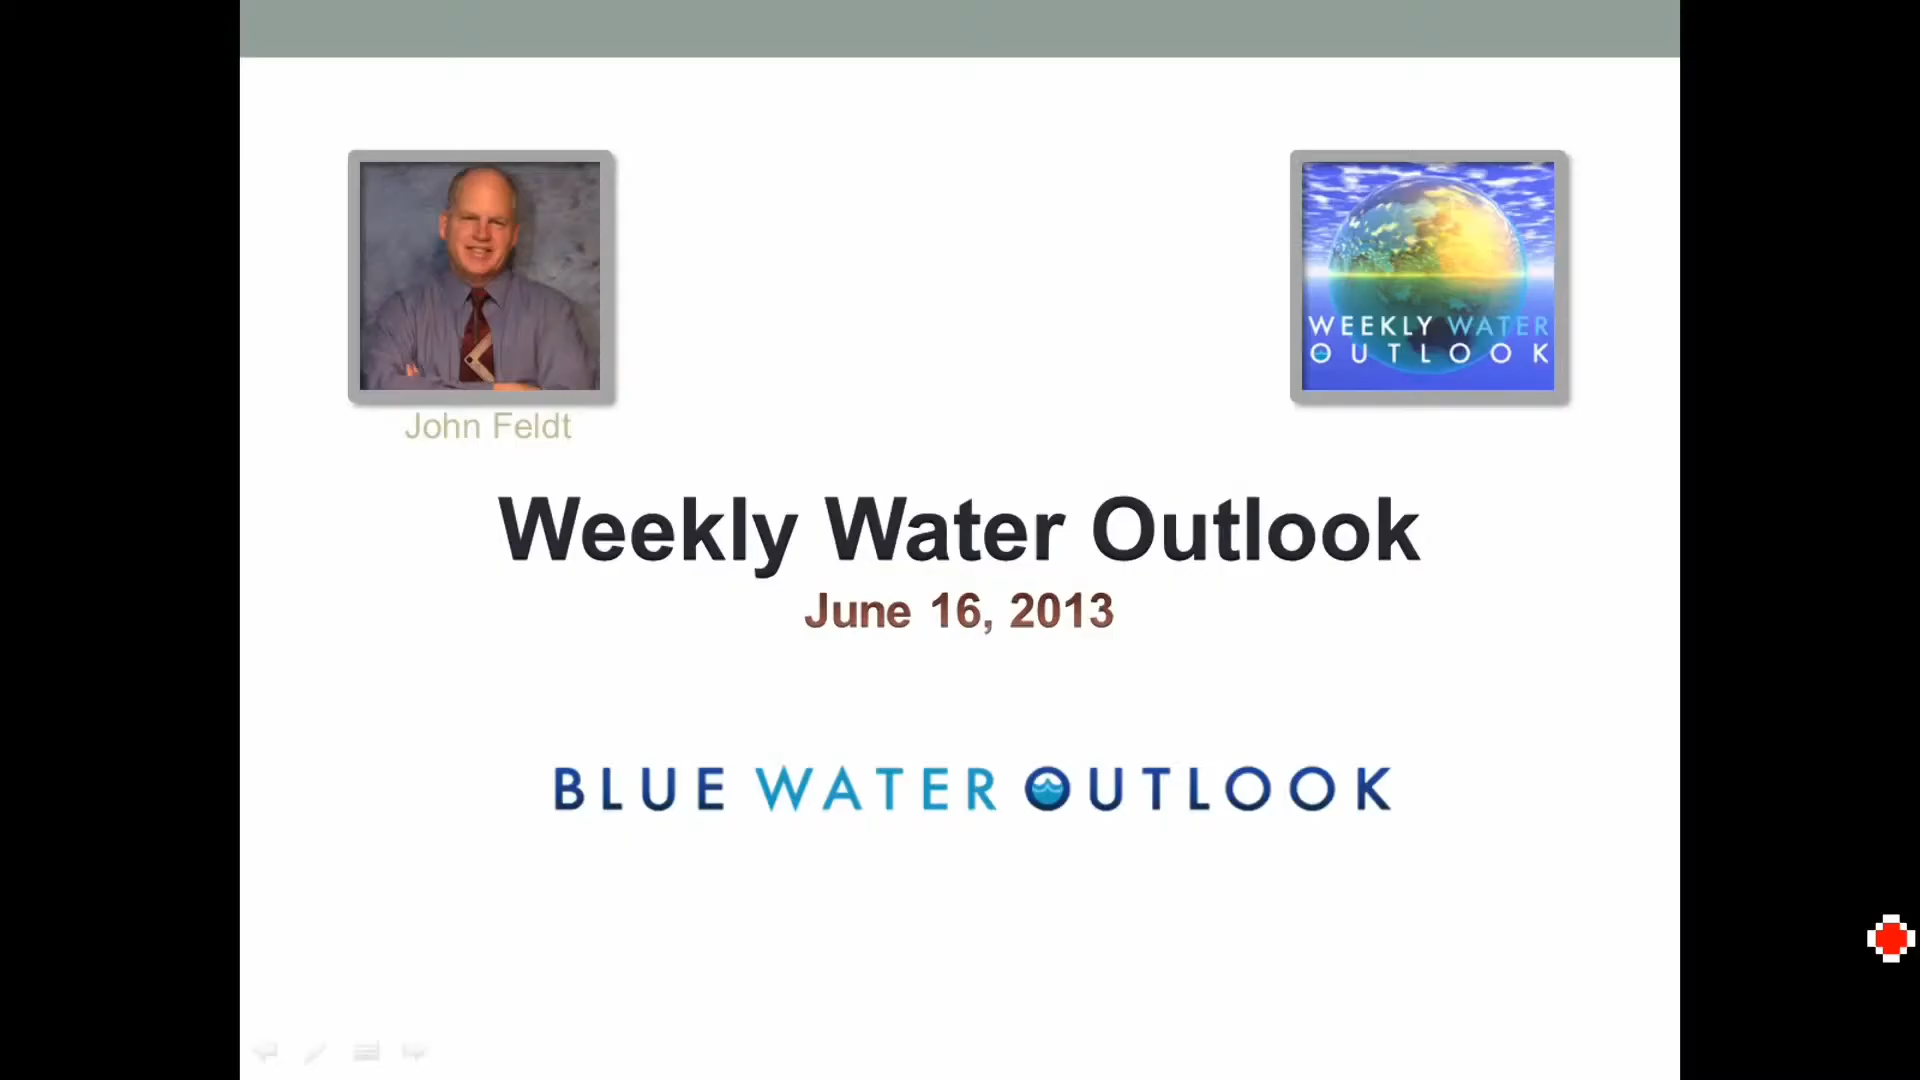 WEEKLY WATER
OUTLOOK
John Feldt
Weekly Water Outlook
June 16, 2013
BLUE WATER OUTLOOK